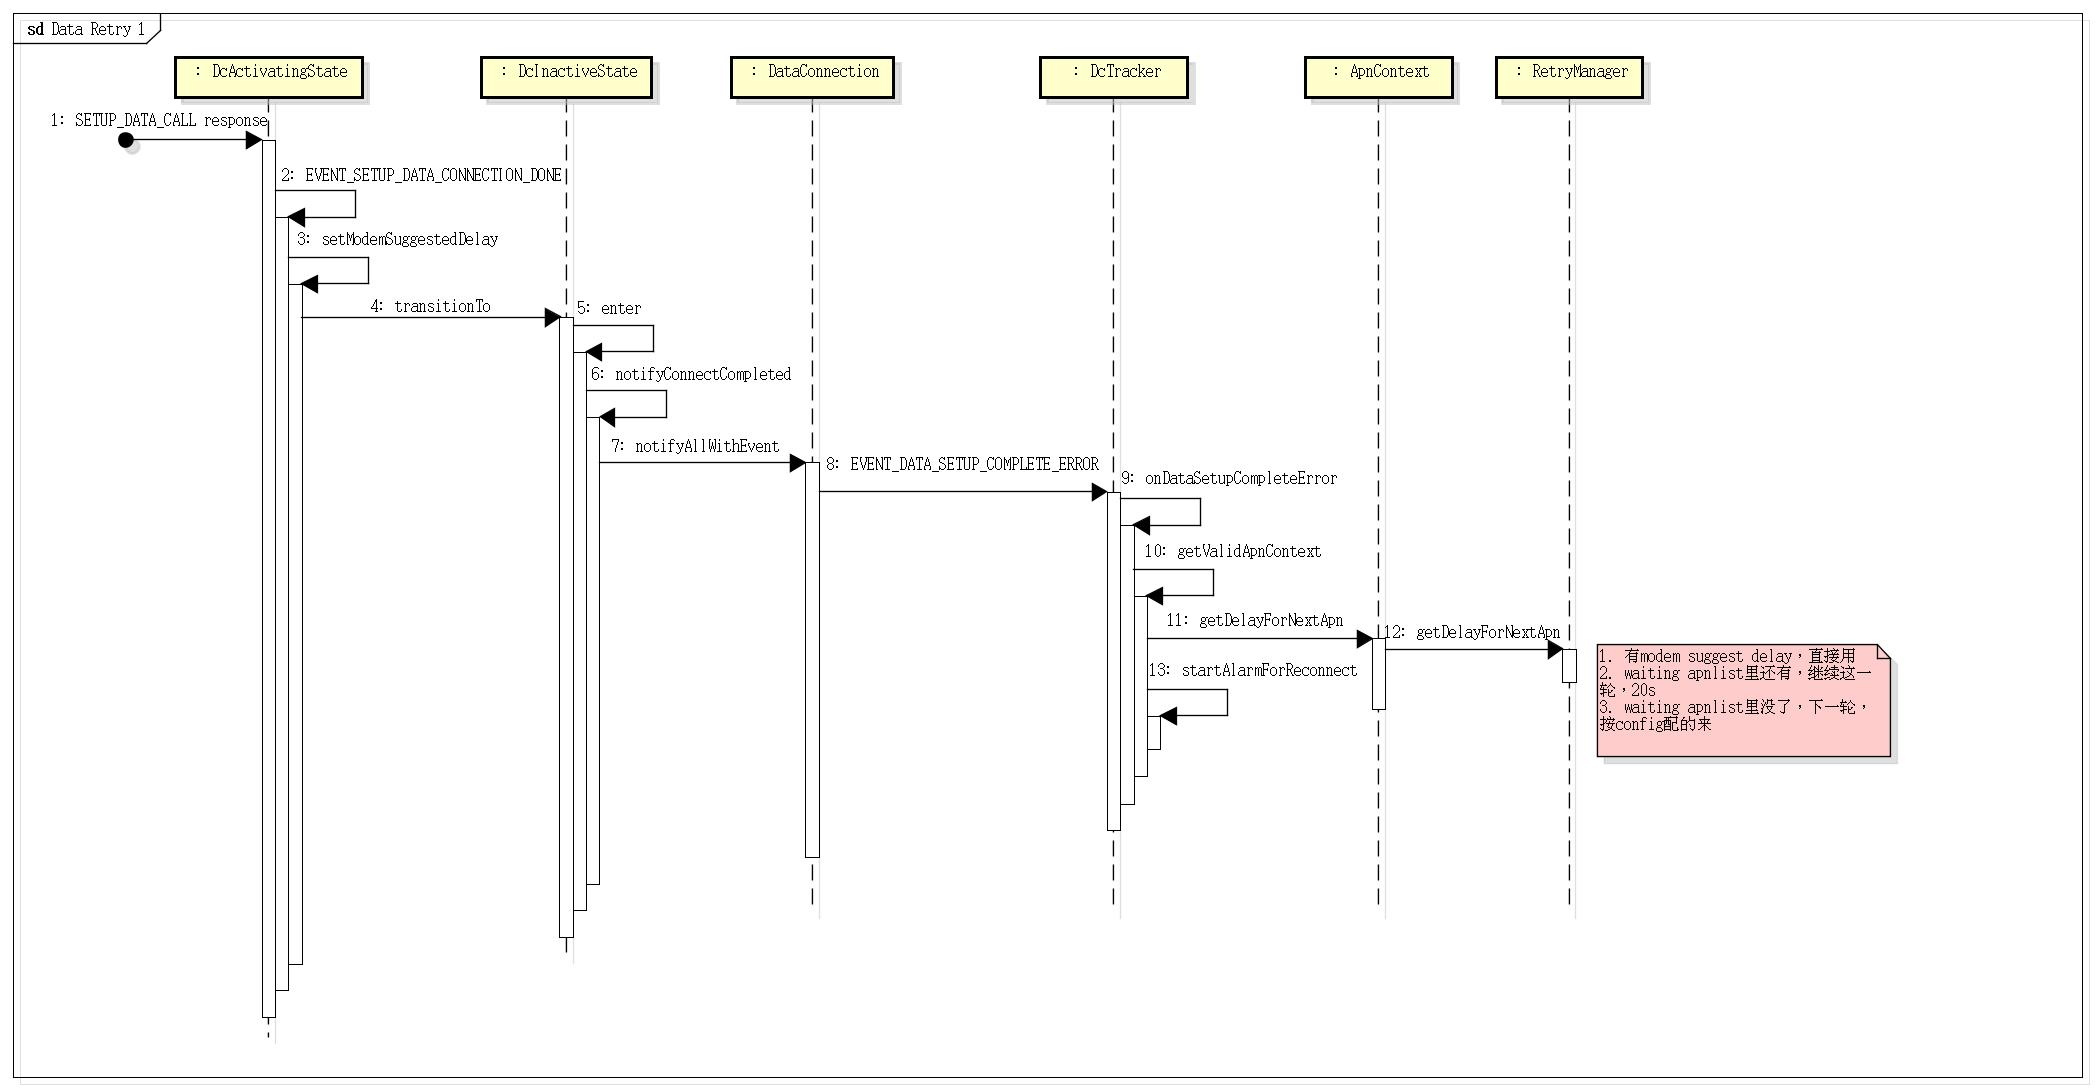 sd Data Retry 1
: DcActivatingState
: DcInactiveState
: DataConnection
: DcTracker
: ApnContext
: RetryManager
1: SETUP_DATA_CALL response
2: EVENT_SETUP_DATA_CONNECTION_DONE
3: setModemSuggestedDelay
4: transitionTo
5: enter
6: notifyConnectCompleted
7: notifyAllWithEvent
8: EVENT_DATA_SETUP_COMPLETE_ERROR
9: onDataSetupCompleteError
10: getValidApnContext
11: getDelayForNextApn
12: getDelayForNextApn
13: startAlarmForReconnect
1. 有modem suggest delay，直接用
2. waiting apnlist里还有，继续这一
轮，20s
3. waiting apnlist里没了，下一轮，
按config配的来